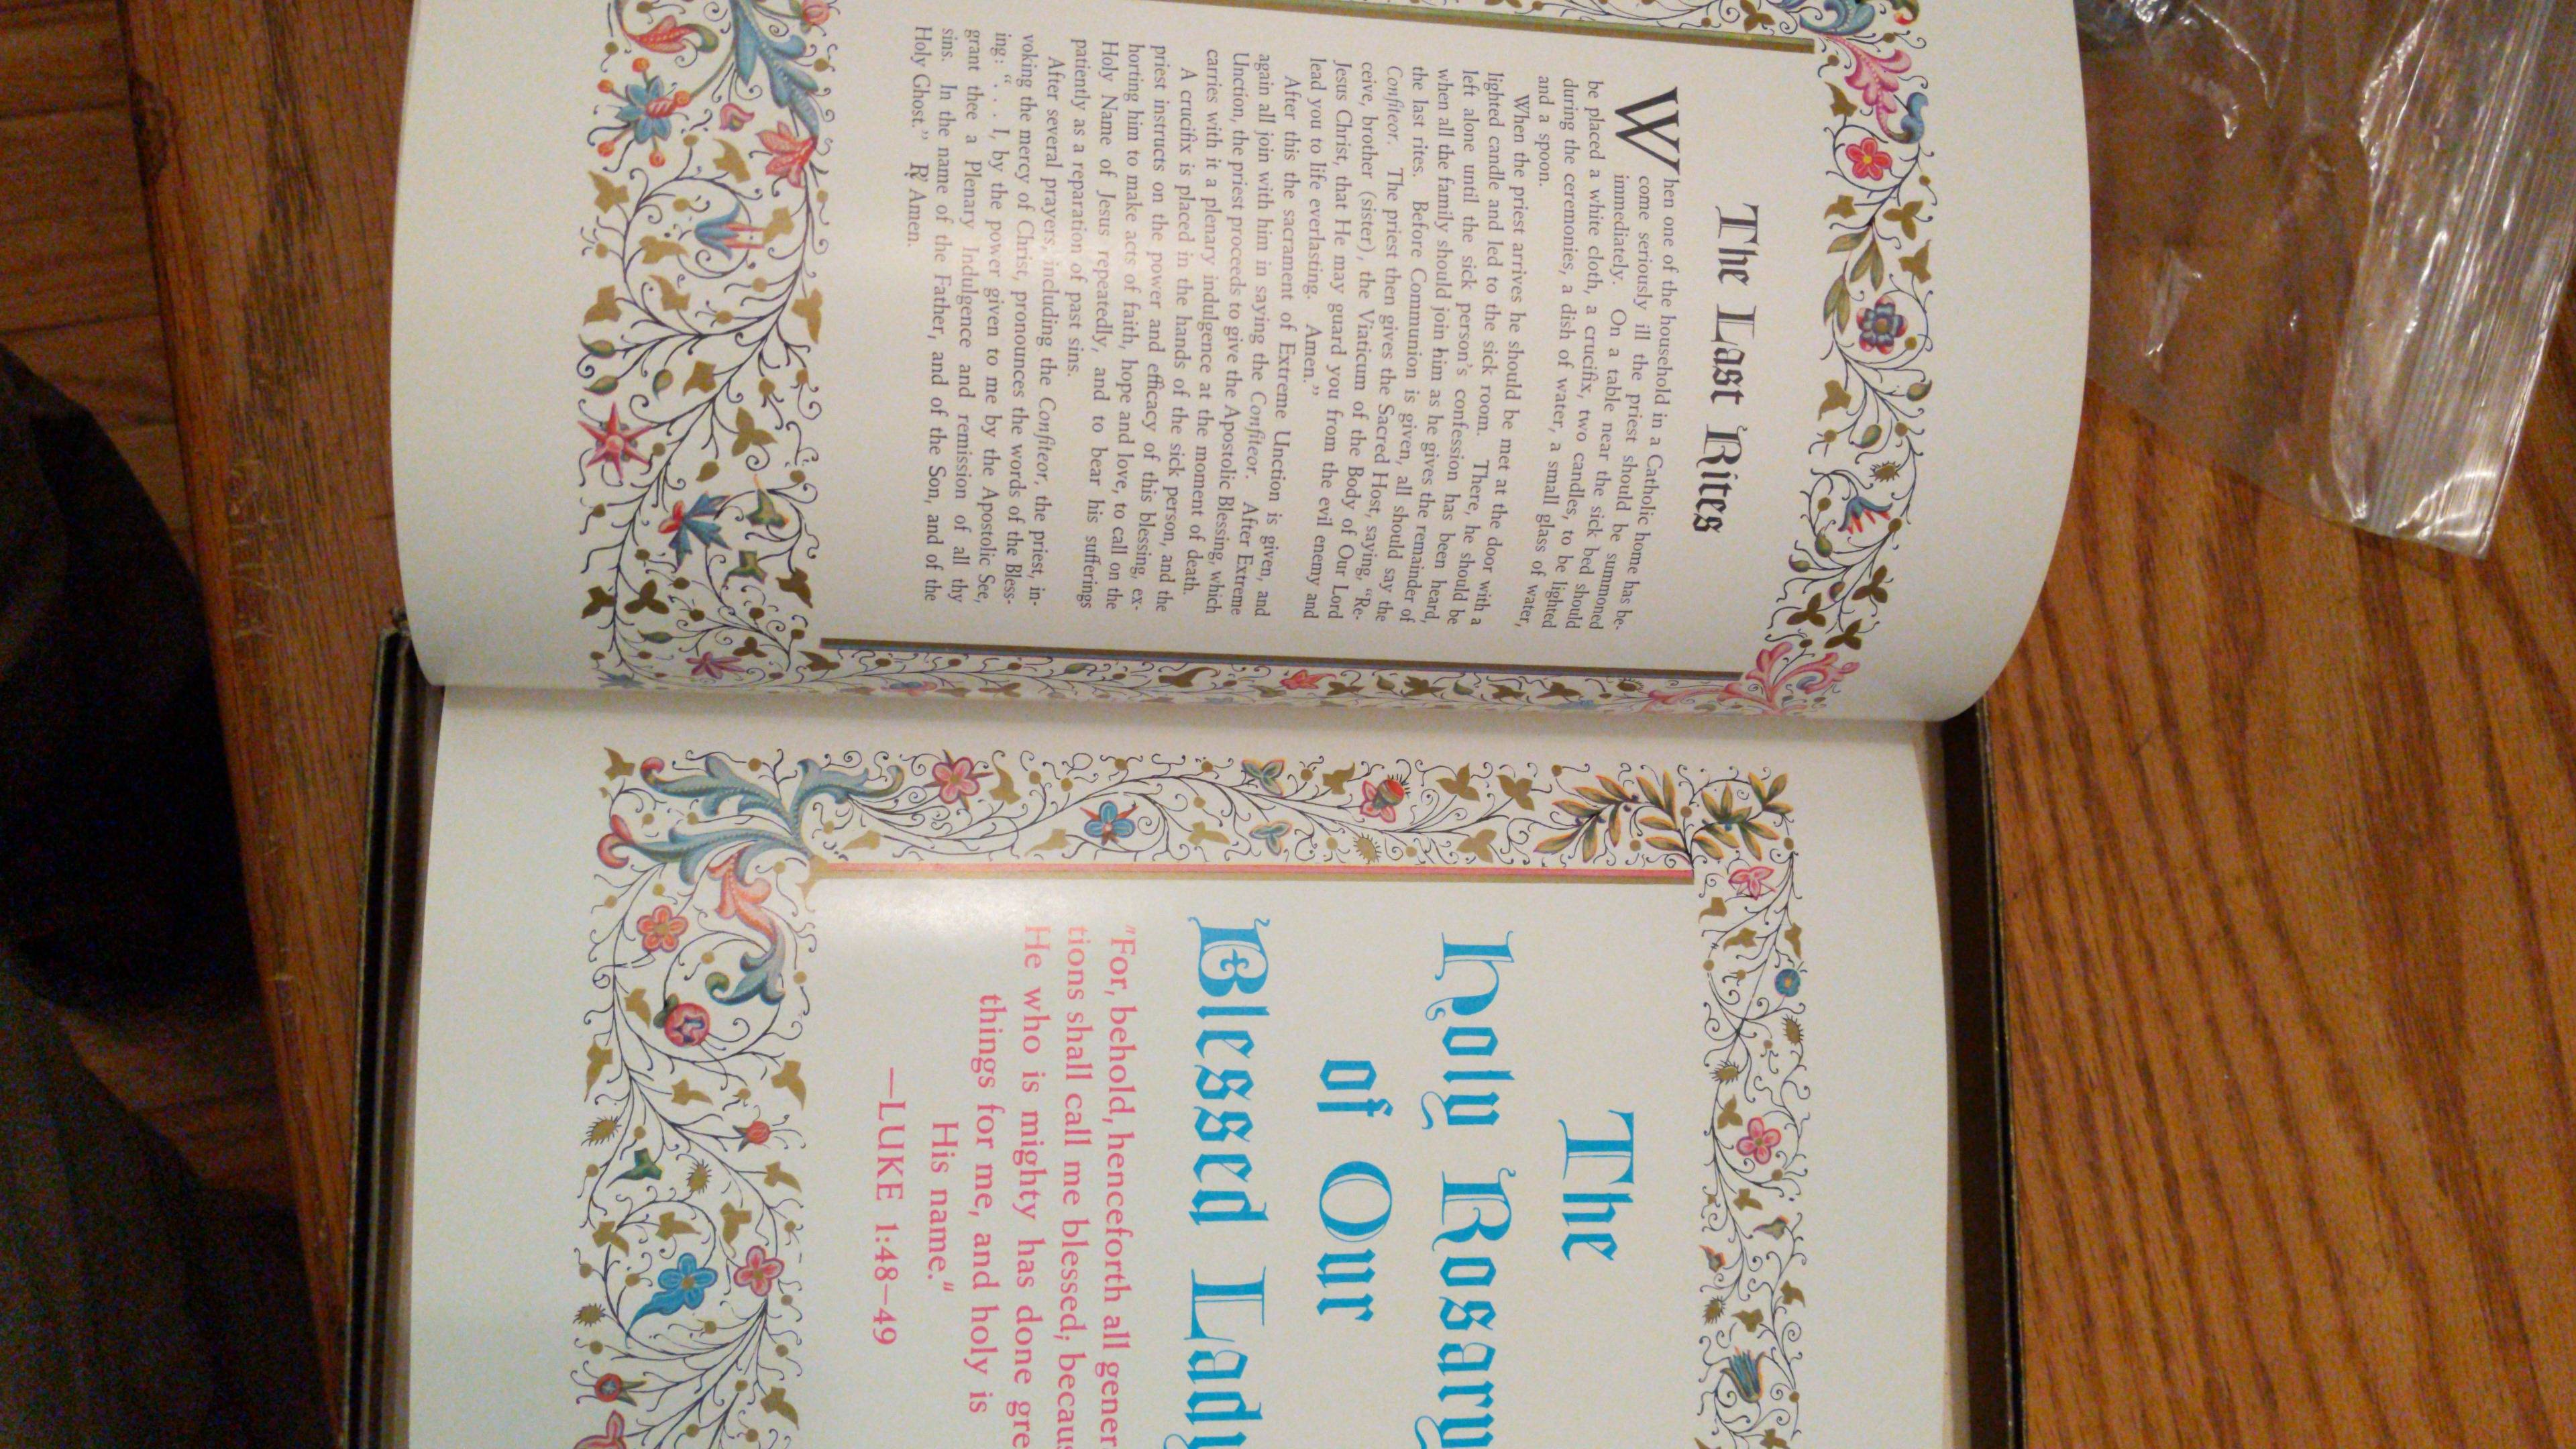 The Last Rites
When one of the household in a Catholic home has be-
come seriously ill the priest should be summoned
immediately. On a table near the sick bed should
be placed a white cloth, a crucifix, two candles, to be lighted
during the ceremonies, a dish of water, a small glass of water,
and a spoon.
When the priest arrives he should be met at the door with a
lighted candle and led to the sick room. There, he should be
left alone until the sick person's confession has been heard,
when all the family should join him as he gives the remainder of
the last rites. Before Communion is given, all should say the
Confiteor. The priest then gives the Sacred Host, saying, "Re-
ceive, brother (sister), the Viaticum of the Body of Our Lord
Jesus Christ, that He may guard you from the evil enemy and
lead you to life everlasting. Amen."
After this the sacrament of Extreme Unction is given, and
again all join with him in saying the Confiteor. After Extreme
Unction, the priest proceeds to give the Apostolic Blessing, which
carries with it a plenary indulgence at the moment of death.
A crucifix is placed in the hands of the sick person, and the
priest instructs on the power and efficacy of this blessing, ex-
horting him to make acts of faith, hope and love, to call on the
Holy Name of Jesus repeatedly, and to bear his sufferings
patiently as a reparation of past sins.
After several prayers, including the Confiteor, the priest, in-
voking the mercy of Christ, pronounces the words of the Bless-
ing: ". . . I, by the power given to me by the Apostolic See,
grant thee a Plenary Indulgence and remission of all thy
sins. In the name of the Father, and of the Son, and of the
Holy Ghost." ℟ Amen.
The
Holy Rosary
of Our
Blessed Lady
"For, behold, henceforth all gener
tions shall call me blessed; becaus
He who is mighty has done gre
things for me, and holy is
His name."
—LUKE 1:48–49